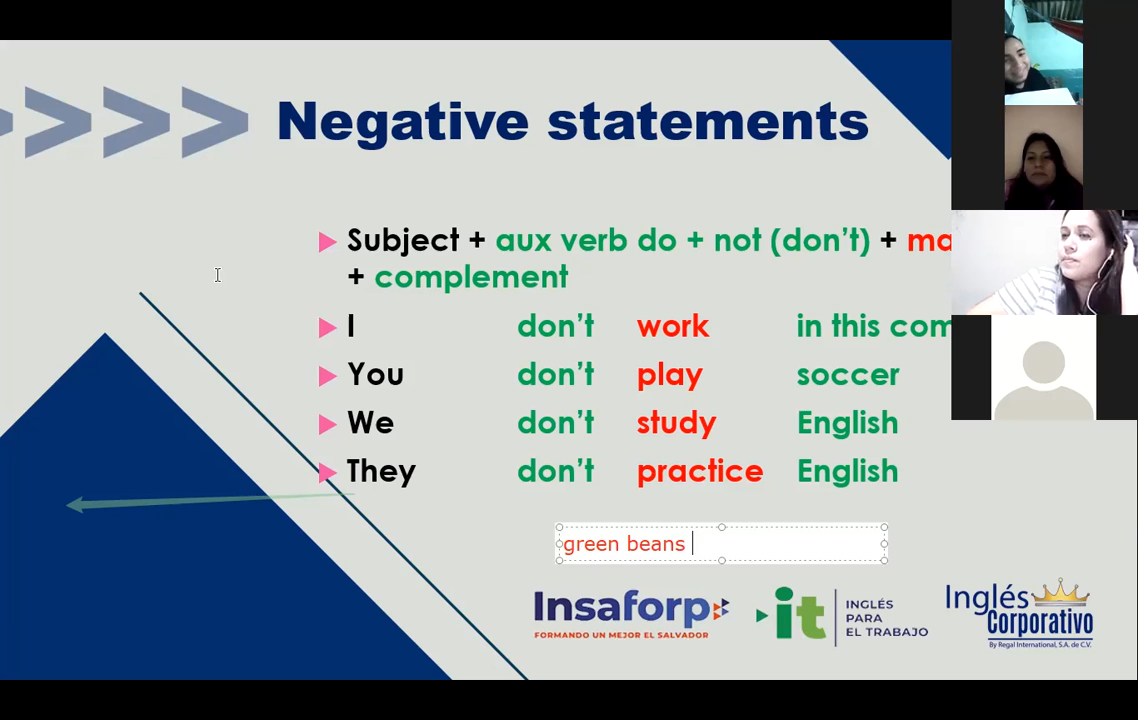 Negative statements
Subject + aux verb do + not (don't) +
+ complement
I don't work in this
You don't play soccer
We don't study English
They don't practice English
green beans
Insaforp
FORMANDO UN MEJOR EL SALVADOR
it
INGLÉS
PARA
EL TRABAJO
Inglés
Corporativo
By Regal International, S.A. de C.V.